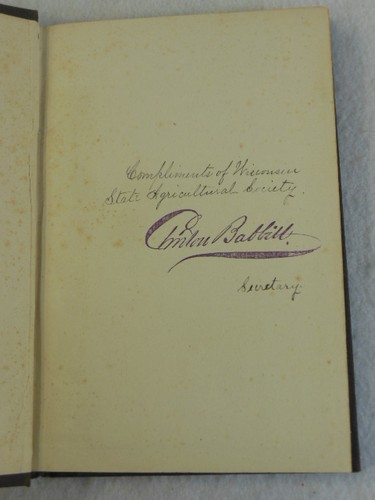 Compliments of Wisconsin
State Agricultural Society.
Clinton Babbitt.
Secretary.